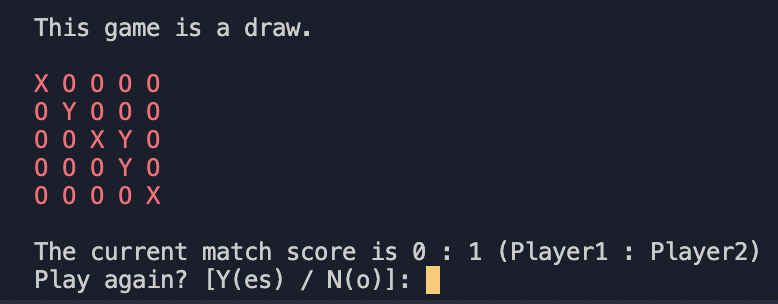 This game is a draw.
X O O O O
O Y O O O
O O X Y O
O O O Y O
O O O O X
The current match score is 0 : 1 (Player1 : Player2)
Play again? [Y(es) / N(o)]: